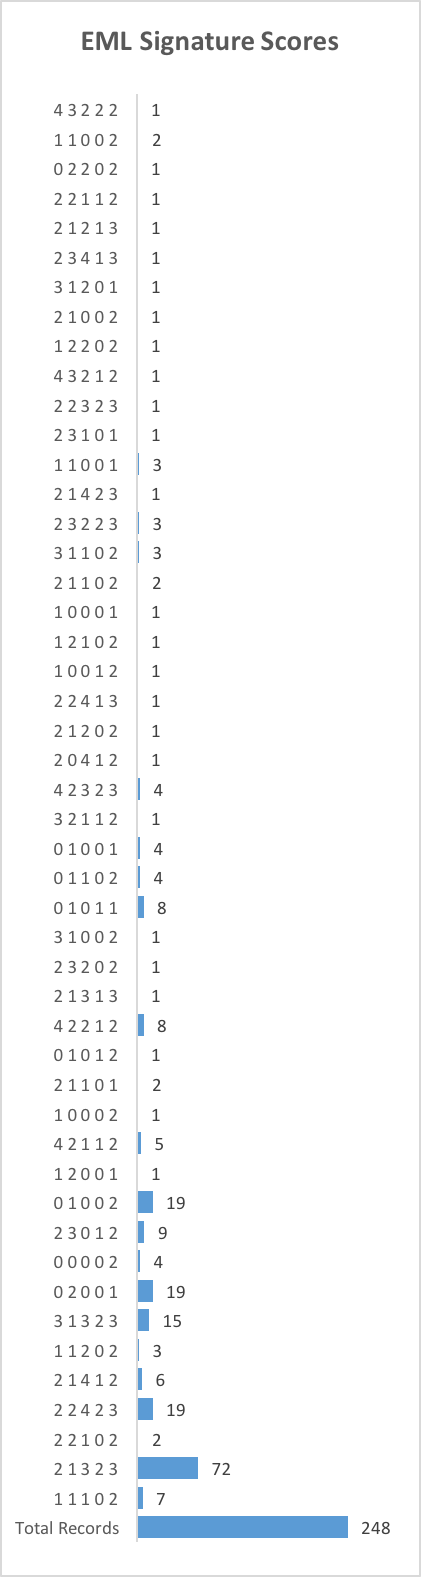 EML Signature Scores
4 3 2 2 2 1
1 1 0 0 2 2
0 2 2 0 2 1
2 2 1 1 2 1
2 1 2 1 3 1
2 3 4 1 3 1
3 1 2 0 1 1
2 1 0 0 2 1
1 2 2 0 2 1
4 3 2 1 2 1
2 2 3 2 3 1
2 3 1 0 1 1
1 1 0 0 1 3
2 1 4 2 3 1
2 3 2 2 3 3
3 1 1 0 2 3
2 1 1 0 2 2
1 0 0 0 1 1
1 2 1 0 2 1
1 0 0 1 2 1
2 2 4 1 3 1
2 1 2 0 2 1
2 0 4 1 2 1
4 2 3 2 3 4
3 2 1 1 2 1
0 1 0 0 1 4
0 1 1 0 2 4
0 1 0 1 1 8
3 1 0 0 2 1
2 3 2 0 2 1
2 1 3 1 3 1
4 2 2 1 2 8
0 1 0 1 2 1
2 1 1 0 1 2
1 0 0 0 2 1
4 2 1 1 2 5
1 2 0 0 1 1
0 1 0 0 2 19
2 3 0 1 2 9
0 0 0 0 2 4
0 2 0 0 1 19
3 1 3 2 3 15
1 1 2 0 2 3
2 1 4 1 2 6
2 2 4 2 3 19
2 2 1 0 2 2
2 1 3 2 3 72
1 1 1 0 2 7
Total Records 248